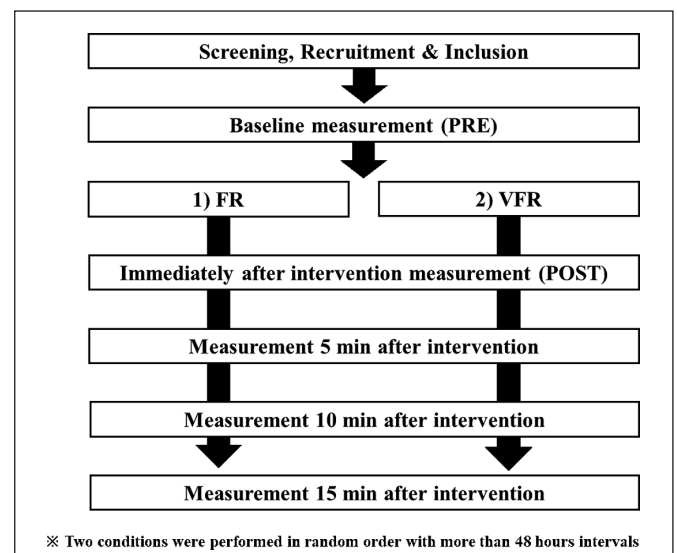 Screening, Recruitment & Inclusion
Baseline measurement (PRE)
1) FR
2) VFR
Immediately after intervention measurement (POST)
Measurement 5 min after intervention
Measurement 10 min after intervention
Measurement 15 min after intervention
※ Two conditions were performed in random order with more than 48 hours intervals